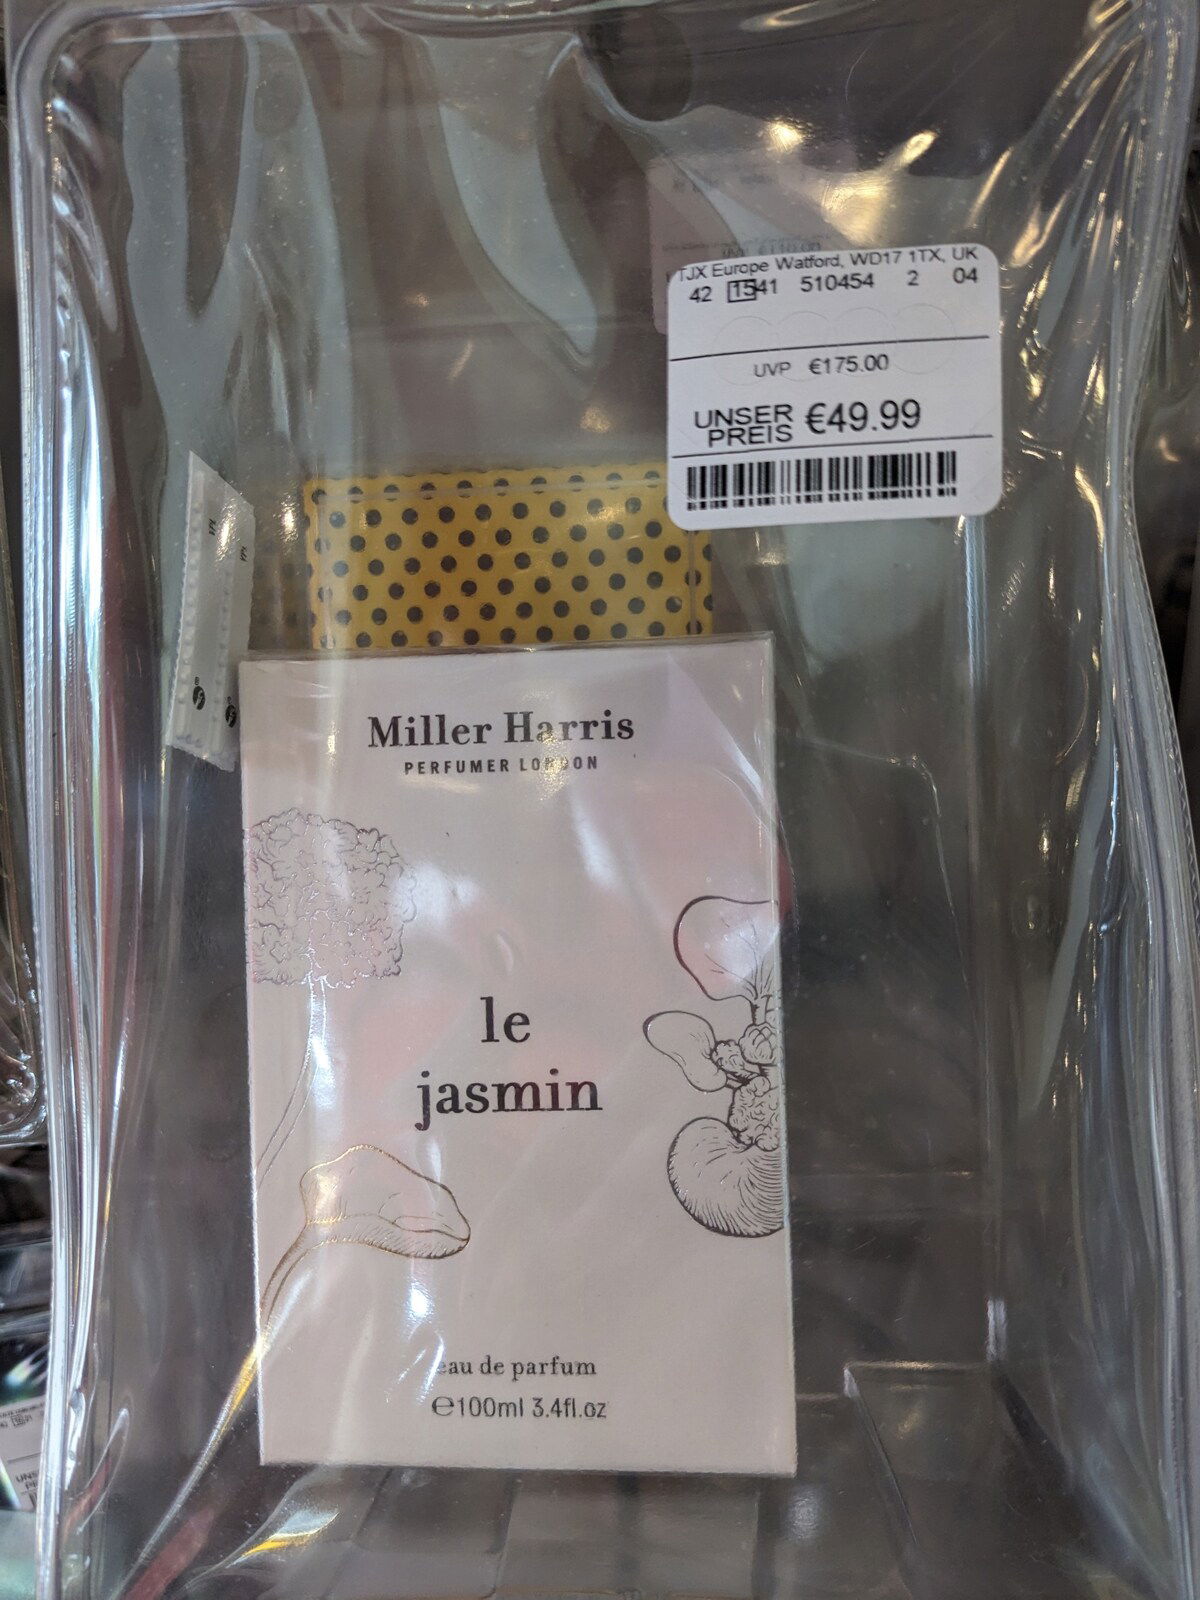 TJX Europe Watford, WD17 1TX, UK
42 1541 510454 2 04
UVP €175.00
UNSER PREIS €49.99
Miller Harris
PERFUMER LONDON
le
jasmin
eau de parfum
℮100ml 3.4fl.oz